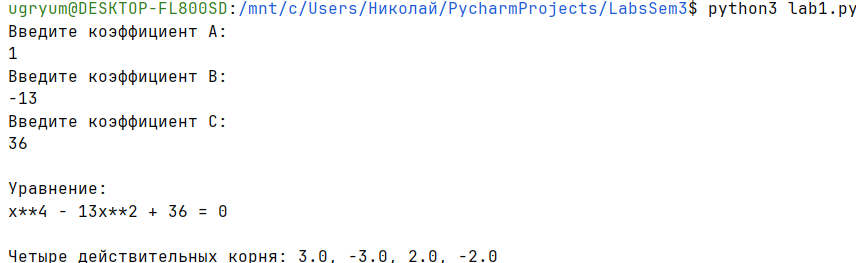 ugryum@DESKTOP-FL800SD:/mnt/c/Users/Николай/PycharmProjects/LabsSem3$ python3 lab1.py
Введите коэффициент А:
1
Введите коэффициент В:
-13
Введите коэффициент С:
36
Уравнение:
x**4 - 13x**2 + 36 = 0
Четыре действительных корня: 3.0, -3.0, 2.0, -2.0